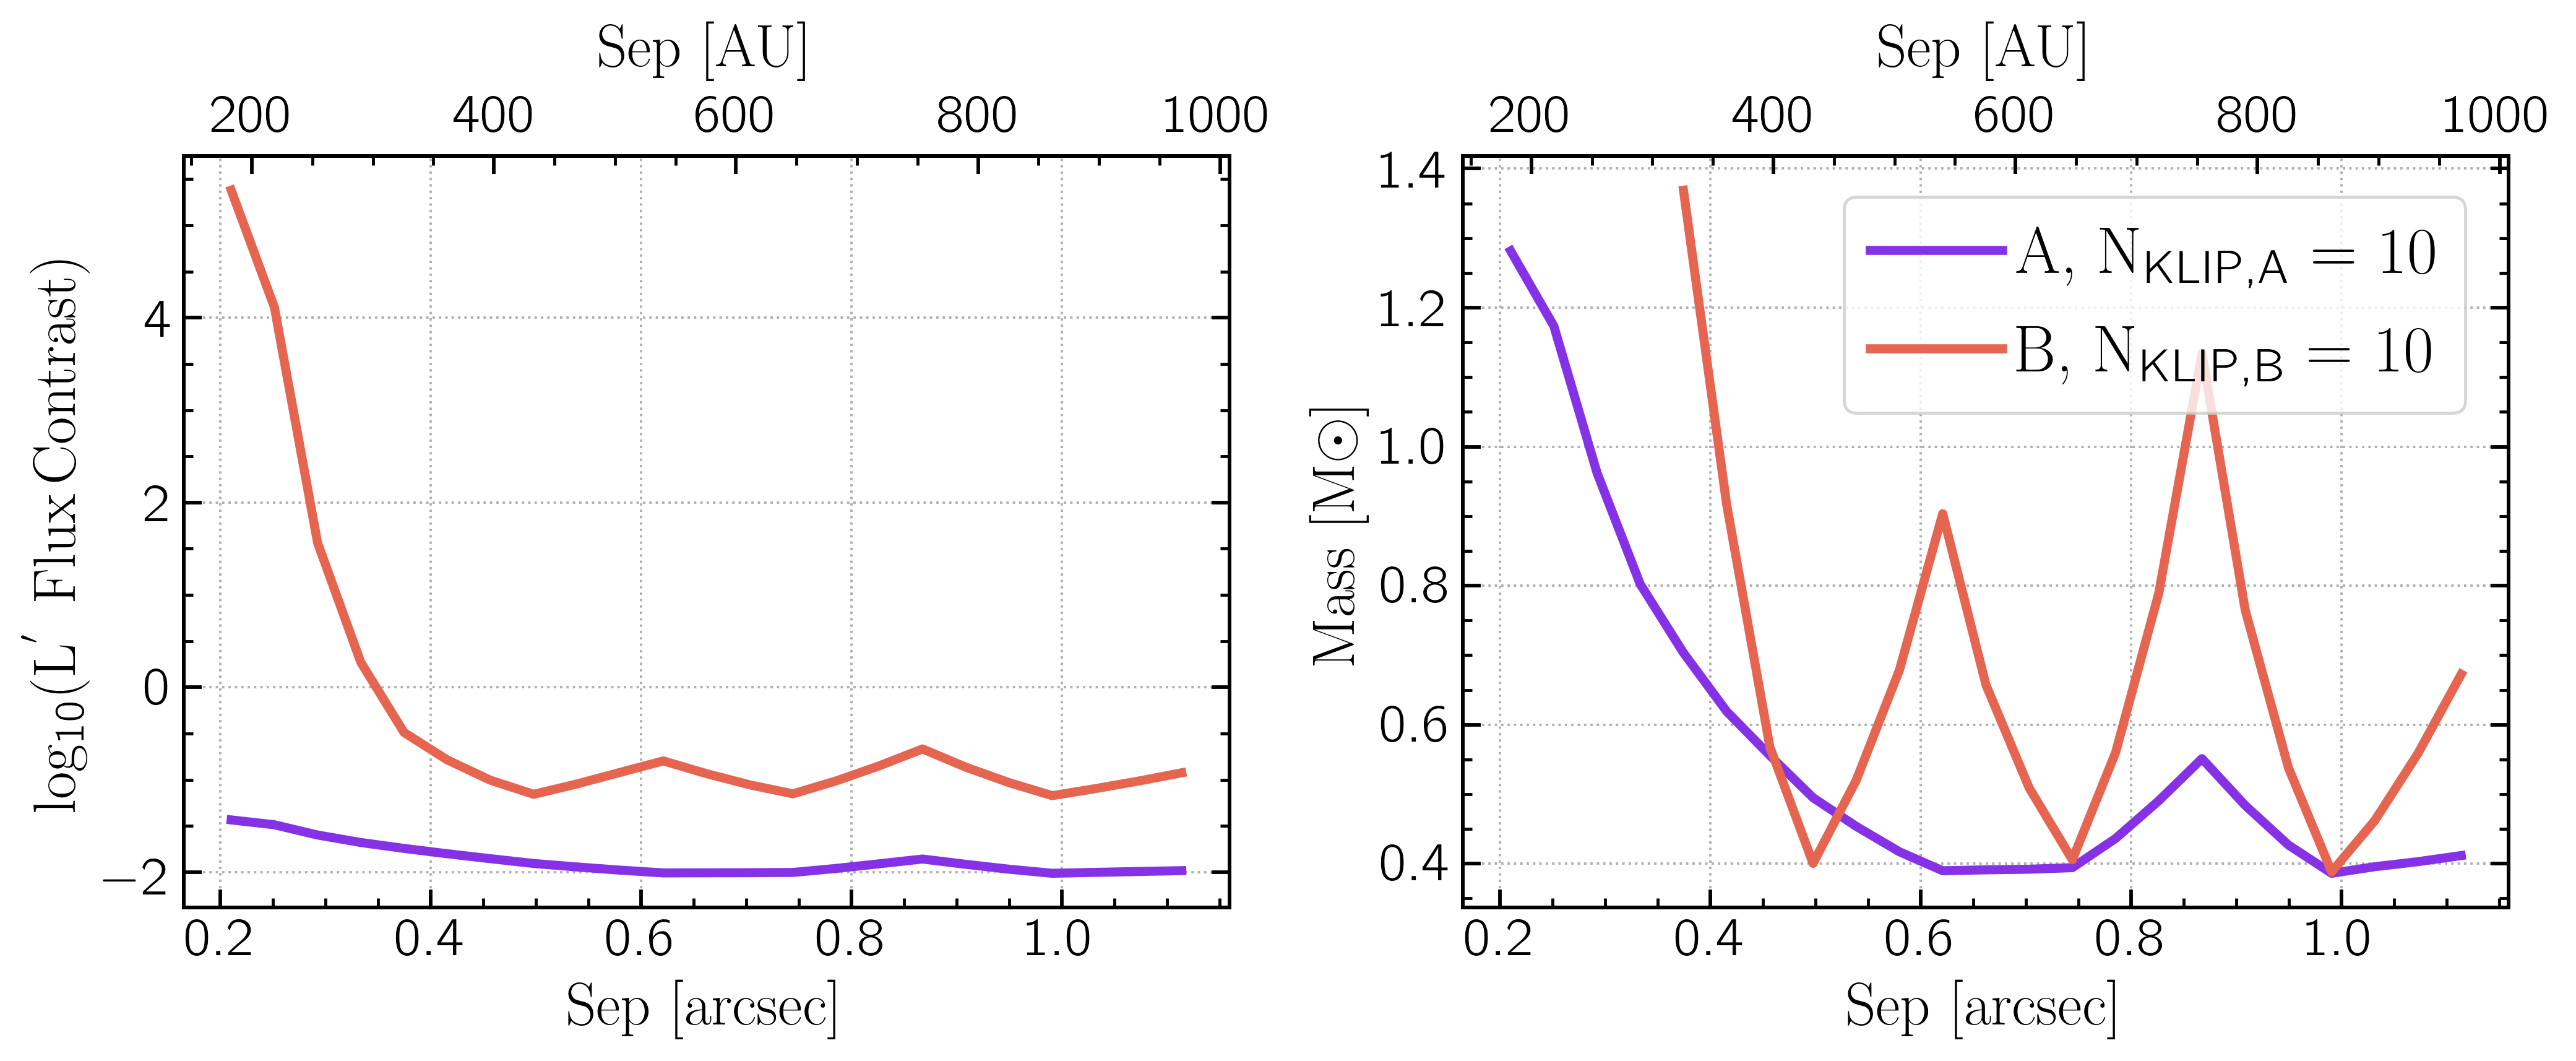 Sep [AU]
200 400 600 800 1000
log10(L′ Flux Contrast)
4
2
0
−2
0.2 0.4 0.6 0.8 1.0
Sep [arcsec]
Sep [AU]
200 400 600 800 1000
Mass [M⊙]
1.4
1.2
1.0
0.8
0.6
0.4
A, N_KLIP,A = 10
B, N_KLIP,B = 10
0.2 0.4 0.6 0.8 1.0
Sep [arcsec]